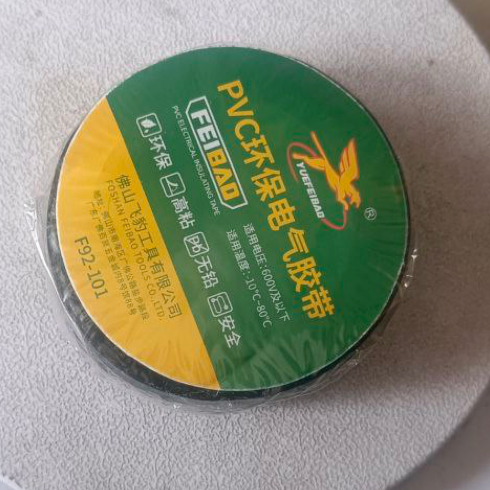 YUEFEIBAO
®
PVC环保电气胶带
适用电压:600V及以下
适用温度:-10℃-80℃
FEIBAO
PVC ELECTRICAL INSULATING TAPE
环保 高粘 无铅 安全
佛山飞豹工具有限公司
FOSHAN FEIBAO TOOLS CO.,LTD.
F92-101